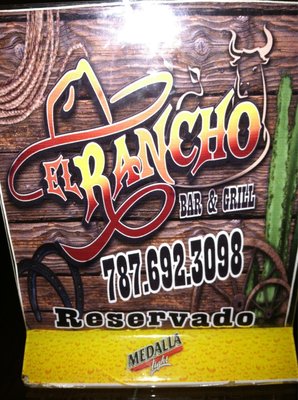 EL RANCHO
BAR & GRILL
787.692.3098
Reservado
MEDALLA
light